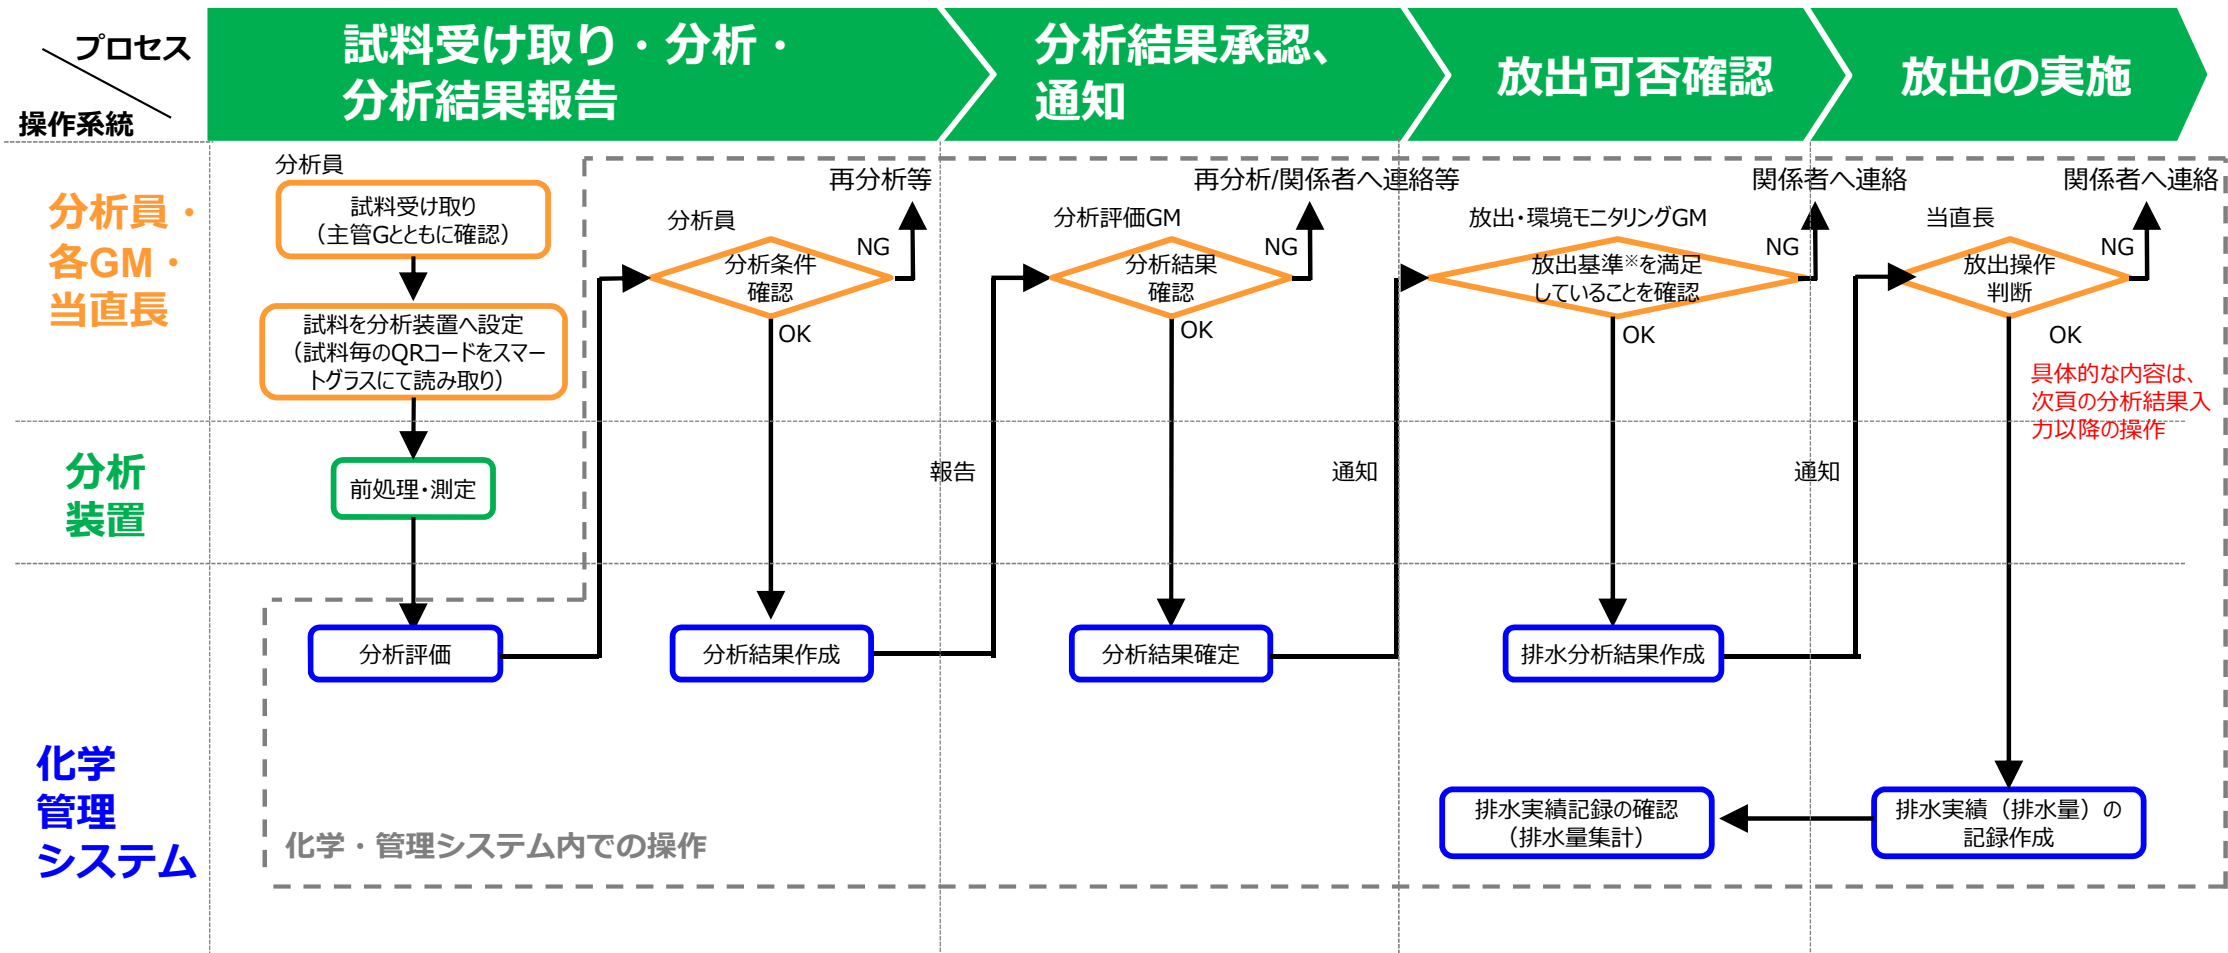 プロセス
操作系統
試料受け取り・分析・
分析結果報告
分析結果承認、
通知
放出可否確認
放出の実施
分析員・
各GM・
当直長
分析員
試料受け取り
（主管Gとともに確認）
試料を分析装置へ設定
（試料毎のQRコードをスマー
トグラスにて読み取り）
分析員
分析条件
確認
再分析等
NG
OK
分析評価GM
分析結果
確認
再分析/関係者へ連絡等
NG
OK
放出・環境モニタリングGM
放出基準※を満足
していることを確認
関係者へ連絡
NG
OK
当直長
放出操作
判断
関係者へ連絡
NG
OK
具体的な内容は、
次頁の分析結果入
力以降の操作
分析
装置
前処理・測定
報告
通知
通知
化学
管理
システム
分析評価
分析結果作成
分析結果確定
排水分析結果作成
排水実績記録の確認
（排水量集計）
排水実績（排水量）の
記録作成
化学・管理システム内での操作